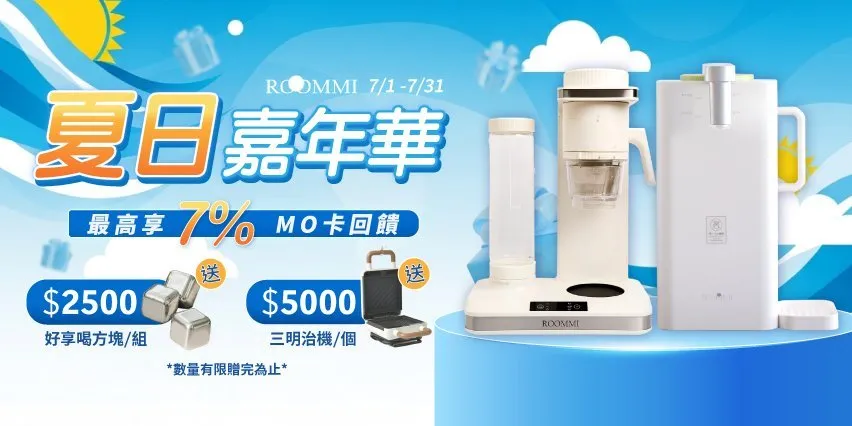 ROOMMI 7/1-7/31
夏日嘉年華
最高享7% MO卡回饋
$2500
送
好享喝方塊/組
$5000
送
三明治機/個
*數量有限贈完為止*
ROOMMI